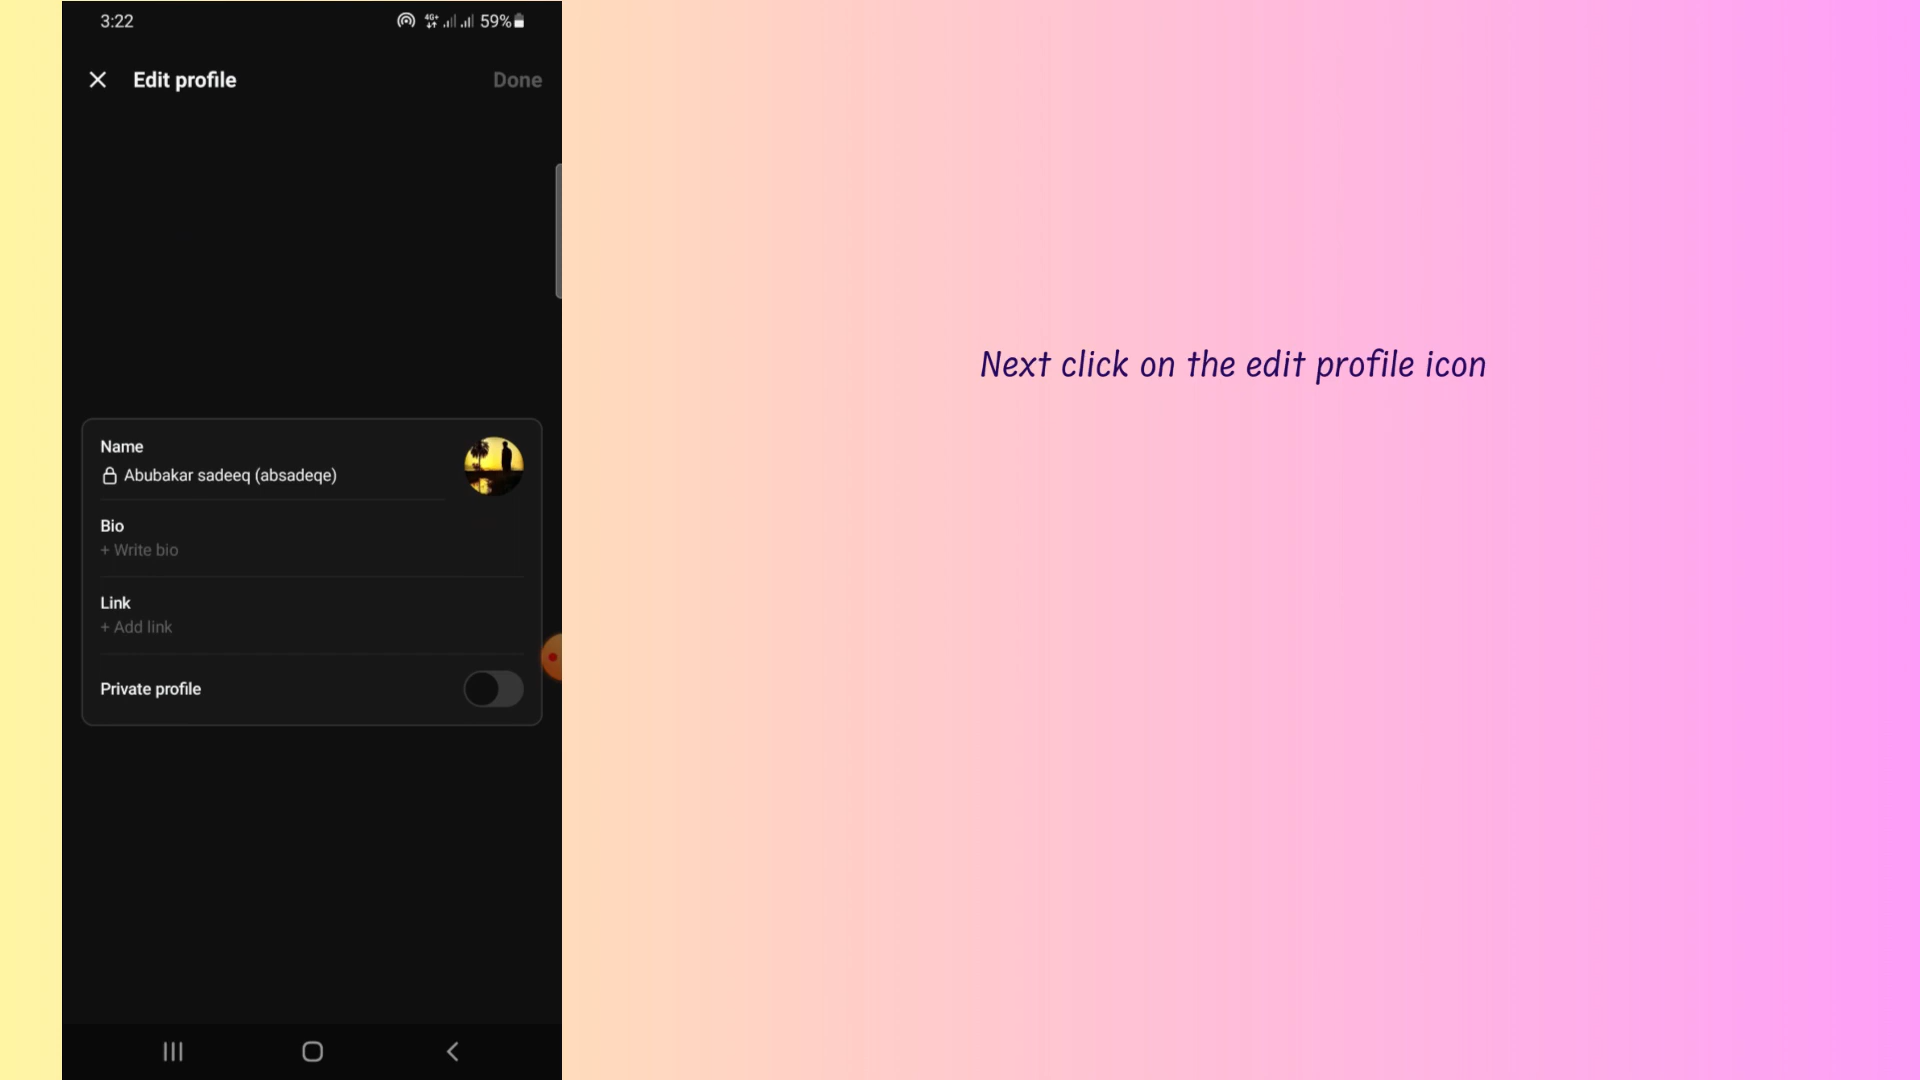 3:22
4G+ 59%
Edit profile
Done
Name
Abubakar sadeeq (absadeqe)
Bio
+ Write bio
Link
+ Add link
Private profile
Next click on the edit profile icon